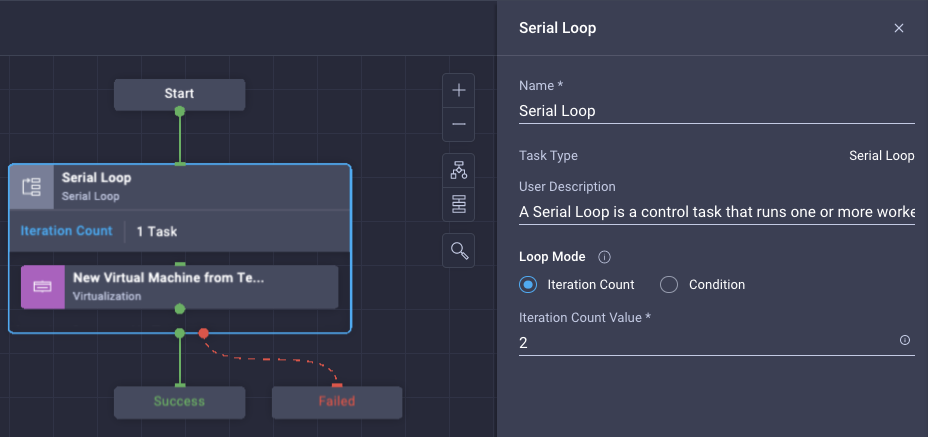 Start
Serial Loop
Serial Loop
Iteration Count
1 Task
New Virtual Machine from Te...
Virtualization
Success
Failed
Serial Loop
Name *
Serial Loop
Task Type
Serial Loop
User Description
A Serial Loop is a control task that runs one or more worke
Loop Mode
Iteration Count
Condition
Iteration Count Value *
2